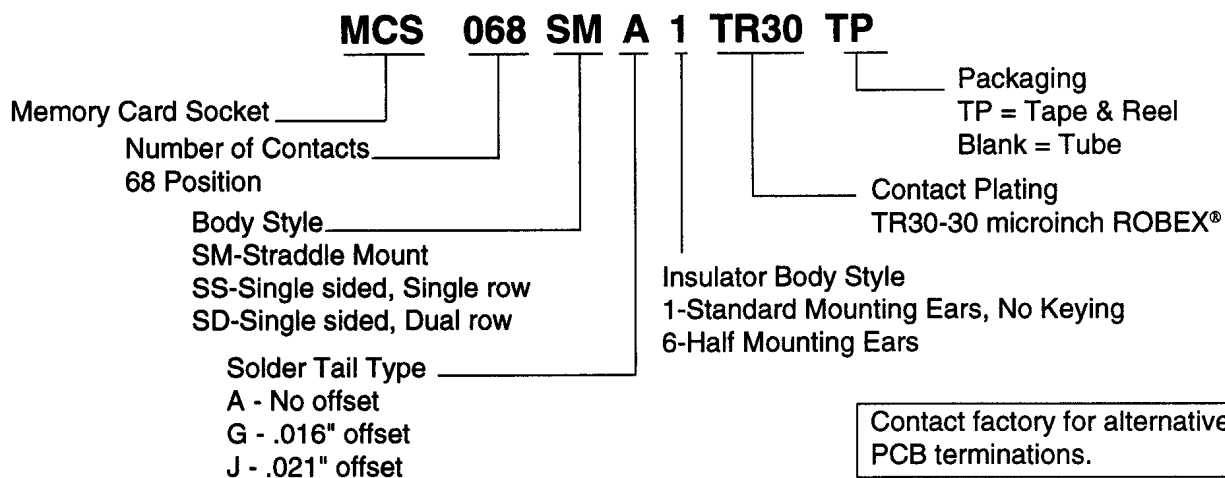 MCS 068 SM A 1 TR30 TP
Memory Card Socket
Number of Contacts
68 Position
Body Style
SM-Straddle Mount
SS-Single sided, Single row
SD-Single sided, Dual row
Solder Tail Type
A - No offset
G - .016" offset
J - .021" offset
Packaging
TP = Tape & Reel
Blank = Tube
Contact Plating
TR30-30 microinch ROBEX®
Insulator Body Style
1-Standard Mounting Ears, No Keying
6-Half Mounting Ears
Contact factory for alternative
PCB terminations.